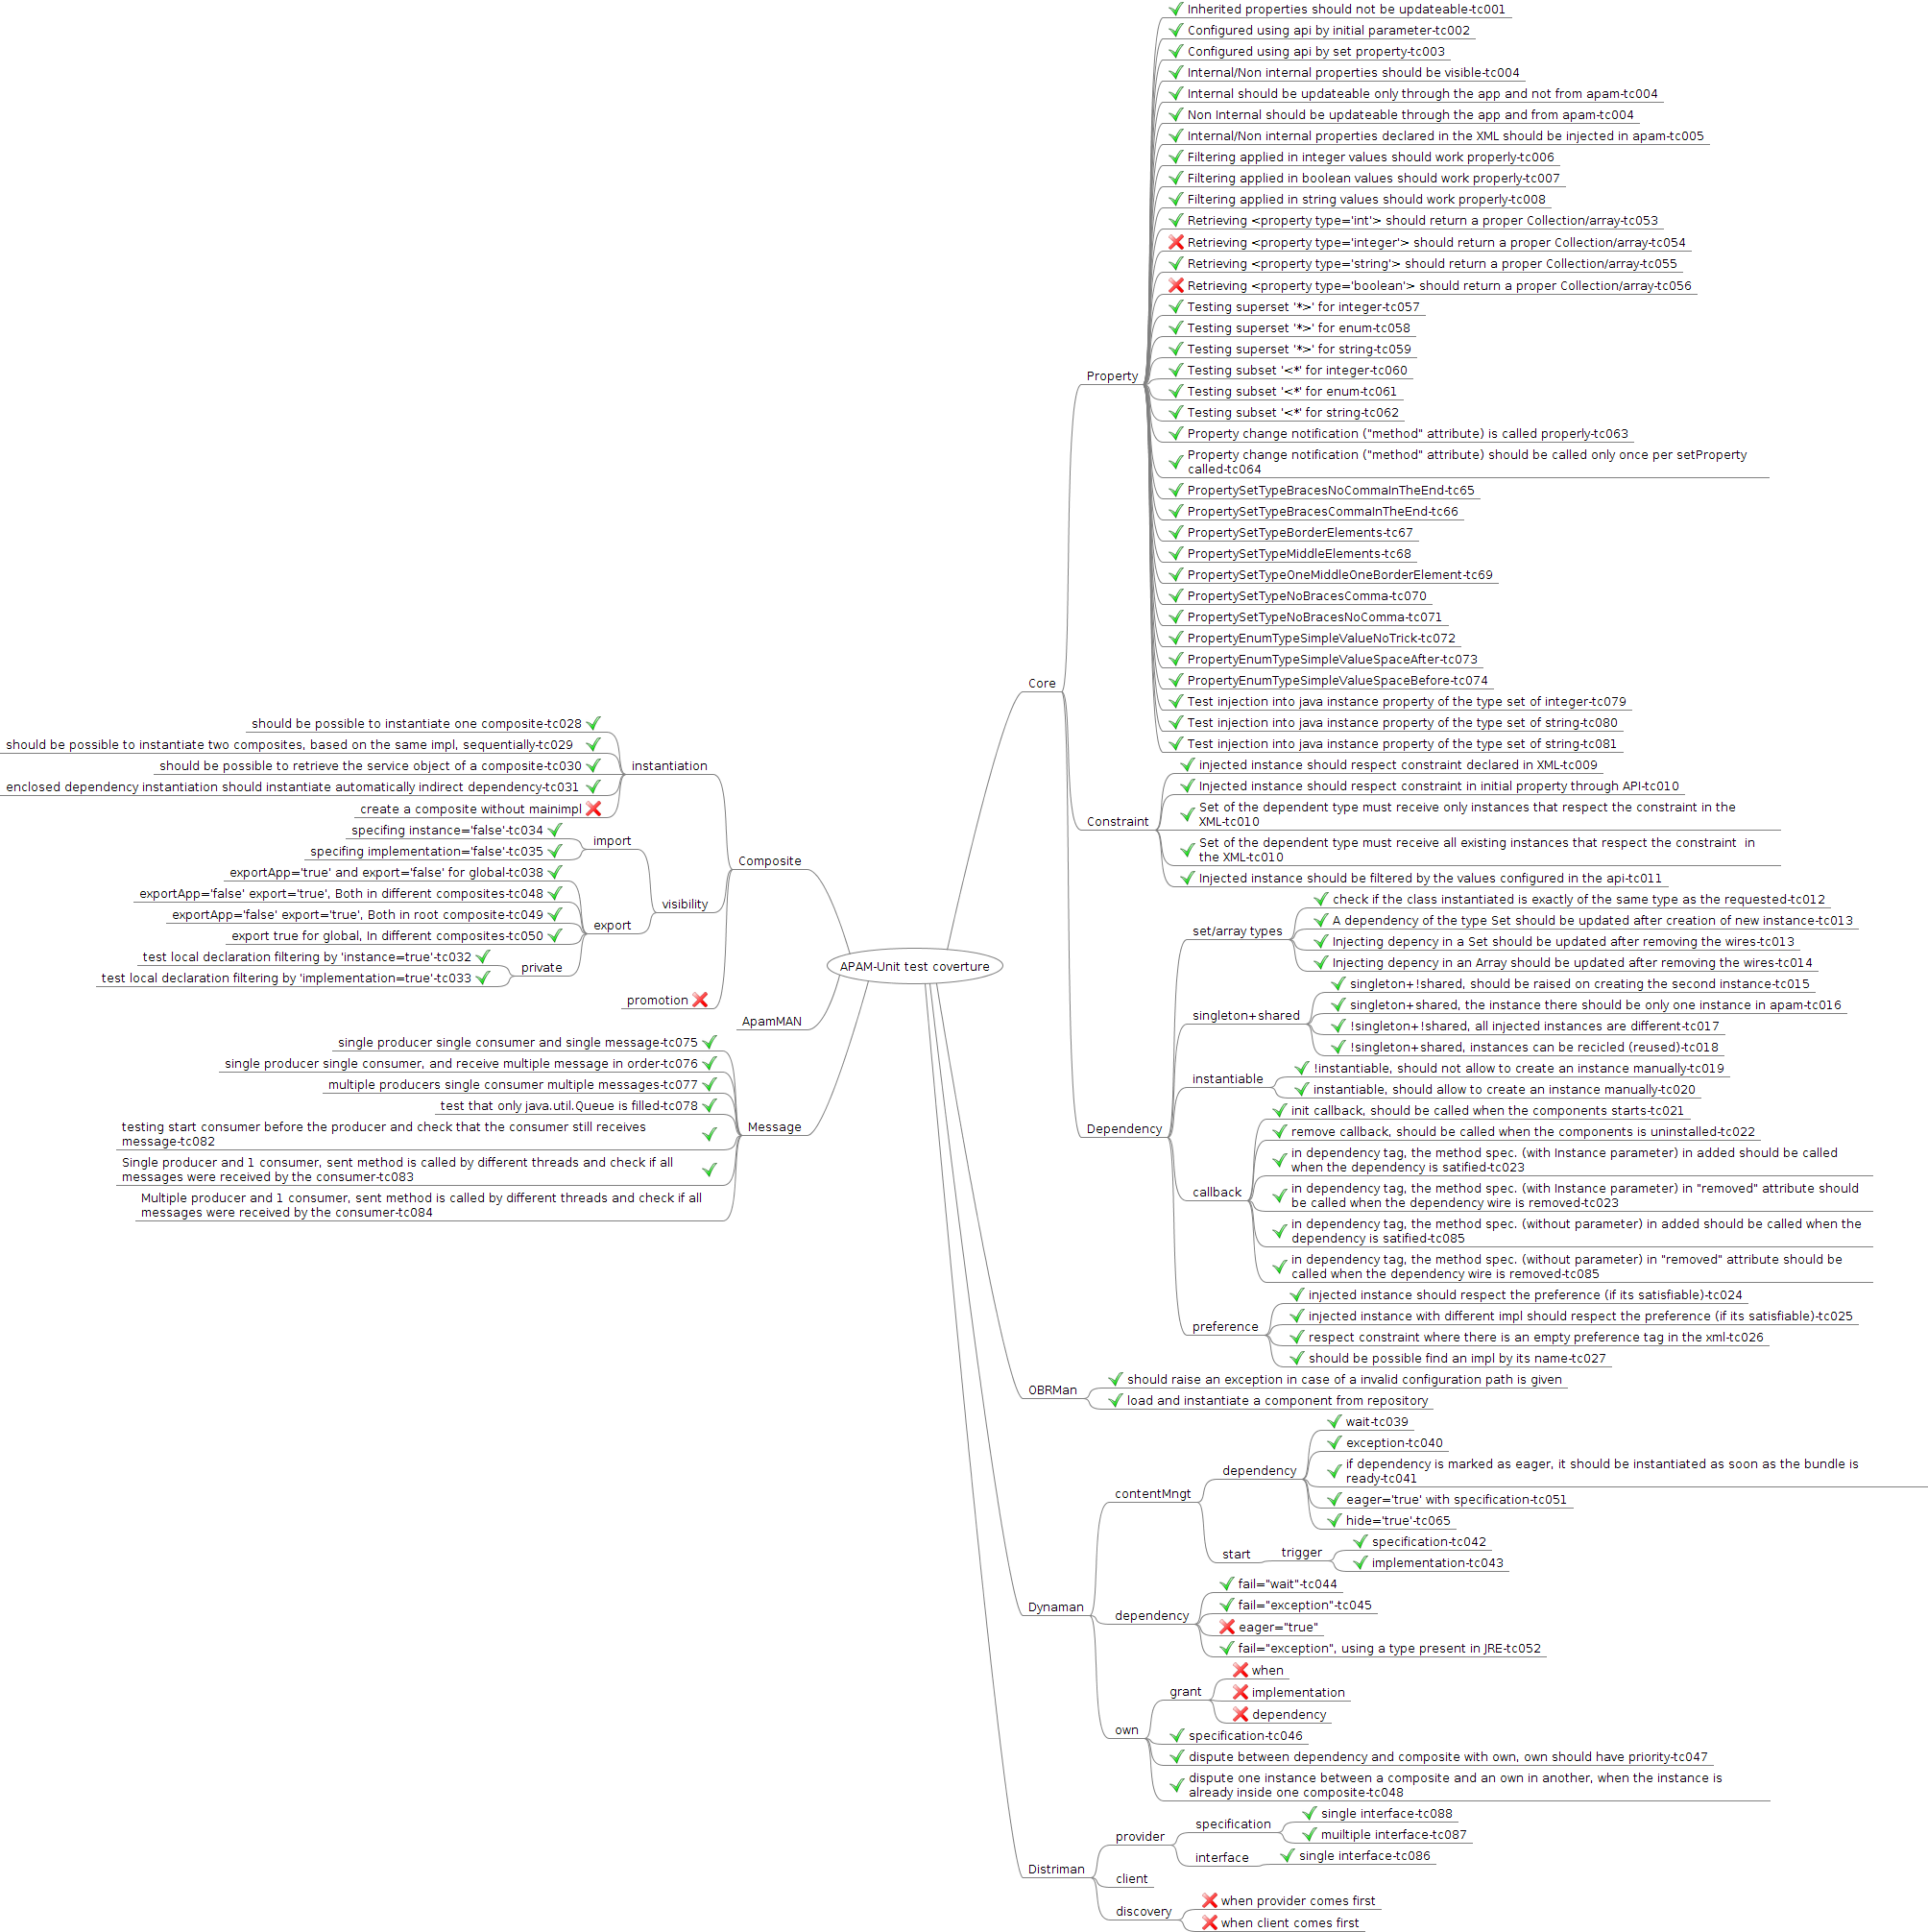 APAM-Unit test coverture
Core
Property
Inherited properties should not be updateable-tc001
Configured using api by initial parameter-tc002
Configured using api by set property-tc003
Internal/Non internal properties should be visible-tc004
Internal should be updateable only through the app and not from apam-tc004
Non Internal should be updateable through the app and from apam-tc004
Internal/Non internal properties declared in the XML should be injected in apam-tc005
Filtering applied in integer values should work properly-tc006
Filtering applied in boolean values should work properly-tc007
Filtering applied in string values should work properly-tc008
Retrieving <property type='int'> should return a proper Collection/array-tc053
Retrieving <property type='integer'> should return a proper Collection/array-tc054
Retrieving <property type='string'> should return a proper Collection/array-tc055
Retrieving <property type='boolean'> should return a proper Collection/array-tc056
Testing superset '*>' for integer-tc057
Testing superset '*>' for enum-tc058
Testing superset '*>' for string-tc059
Testing subset '<*' for integer-tc060
Testing subset '<*' for enum-tc061
Testing subset '<*' for string-tc062
Property change notification ("method" attribute) is called properly-tc063
Property change notification ("method" attribute) should be called only once per setProperty
called-tc064
PropertySetTypeBracesNoCommaInTheEnd-tc65
PropertySetTypeBracesCommaInTheEnd-tc66
PropertySetTypeBorderElements-tc67
PropertySetTypeMiddleElements-tc68
PropertySetTypeOneMiddleOneBorderElement-tc69
PropertySetTypeNoBracesComma-tc070
PropertySetTypeNoBracesNoComma-tc071
PropertyEnumTypeSimpleValueNoTrick-tc072
PropertyEnumTypeSimpleValueSpaceAfter-tc073
PropertyEnumTypeSimpleValueSpaceBefore-tc074
Test injection into java instance property of the type set of integer-tc079
Test injection into java instance property of the type set of string-tc080
Test injection into java instance property of the type set of string-tc081
Constraint
injected instance should respect constraint declared in XML-tc009
Injected instance should respect constraint in initial property through API-tc010
Set of the dependent type must receive only instances that respect the constraint in the
XML-tc010
Set of the dependent type must receive all existing instances that respect the constraint  in
the XML-tc010
Injected instance should be filtered by the values configured in the api-tc011
Dependency
set/array types
check if the class instantiated is exactly of the same type as the requested-tc012
A dependency of the type Set should be updated after creation of new instance-tc013
Injecting depency in a Set should be updated after removing the wires-tc013
Injecting depency in an Array should be updated after removing the wires-tc014
singleton+shared
singleton+!shared, should be raised on creating the second instance-tc015
singleton+shared, the instance there should be only one instance in apam-tc016
!singleton+!shared, all injected instances are different-tc017
!singleton+shared, instances can be recicled (reused)-tc018
instantiable
!instantiable, should not allow to create an instance manually-tc019
instantiable, should allow to create an instance manually-tc020
callback
init callback, should be called when the components starts-tc021
remove callback, should be called when the components is uninstalled-tc022
in dependency tag, the method spec. (with Instance parameter) in added should be called
when the dependency is satified-tc023
in dependency tag, the method spec. (with Instance parameter) in "removed" attribute should
be called when the dependency wire is removed-tc023
in dependency tag, the method spec. (without parameter) in added should be called when the
dependency is satified-tc085
in dependency tag, the method spec. (without parameter) in "removed" attribute should be
called when the dependency wire is removed-tc085
preference
injected instance should respect the preference (if its satisfiable)-tc024
injected instance with different impl should respect the preference (if its satisfiable)-tc025
respect constraint where there is an empty preference tag in the xml-tc026
should be possible find an impl by its name-tc027
OBRMan
should raise an exception in case of a invalid configuration path is given
load and instantiate a component from repository
Dynaman
contentMngt
dependency
wait-tc039
exception-tc040
if dependency is marked as eager, it should be instantiated as soon as the bundle is
ready-tc041
eager='true' with specification-tc051
hide='true'-tc065
start
trigger
specification-tc042
implementation-tc043
dependency
fail="wait"-tc044
fail="exception"-tc045
eager="true"
fail="exception", using a type present in JRE-tc052
own
grant
when
implementation
dependency
specification-tc046
dispute between dependency and composite with own, own should have priority-tc047
dispute one instance between a composite and an own in another, when the instance is
already inside one composite-tc048
Distriman
provider
specification
single interface-tc088
muiltiple interface-tc087
interface
single interface-tc086
client
discovery
when provider comes first
when client comes first
Composite
instantiation
should be possible to instantiate one composite-tc028
should be possible to instantiate two composites, based on the same impl, sequentially-tc029
should be possible to retrieve the service object of a composite-tc030
enclosed dependency instantiation should instantiate automatically indirect dependency-tc031
create a composite without mainimpl
visibility
import
specifing instance='false'-tc034
specifing implementation='false'-tc035
export
exportApp='true' and export='false' for global-tc038
exportApp='false' export='true', Both in different composites-tc048
exportApp='false' export='true', Both in root composite-tc049
export true for global, In different composites-tc050
private
test local declaration filtering by 'instance=true'-tc032
test local declaration filtering by 'implementation=true'-tc033
promotion
ApamMAN
Message
single producer single consumer and single message-tc075
single producer single consumer, and receive multiple message in order-tc076
multiple producers single consumer multiple messages-tc077
test that only java.util.Queue is filled-tc078
testing start consumer before the producer and check that the consumer still receives
message-tc082
Single producer and 1 consumer, sent method is called by different threads and check if all
messages were received by the consumer-tc083
Multiple producer and 1 consumer, sent method is called by different threads and check if all
messages were received by the consumer-tc084